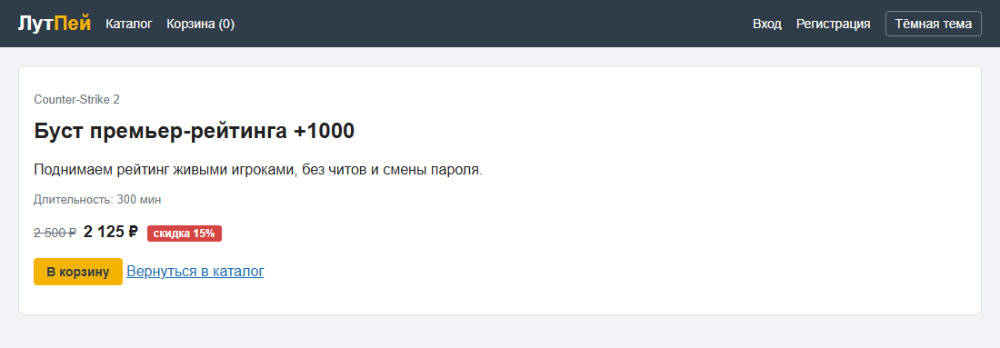 ЛутПей Каталог Корзина (0) Вход Регистрация Тёмная тема
Counter-Strike 2
Буст премьер-рейтинга +1000
Поднимаем рейтинг живыми игроками, без читов и смены пароля.
Длительность: 300 мин
2 500 ₽ 2 125 ₽ скидка 15%
В корзину Вернуться в каталог